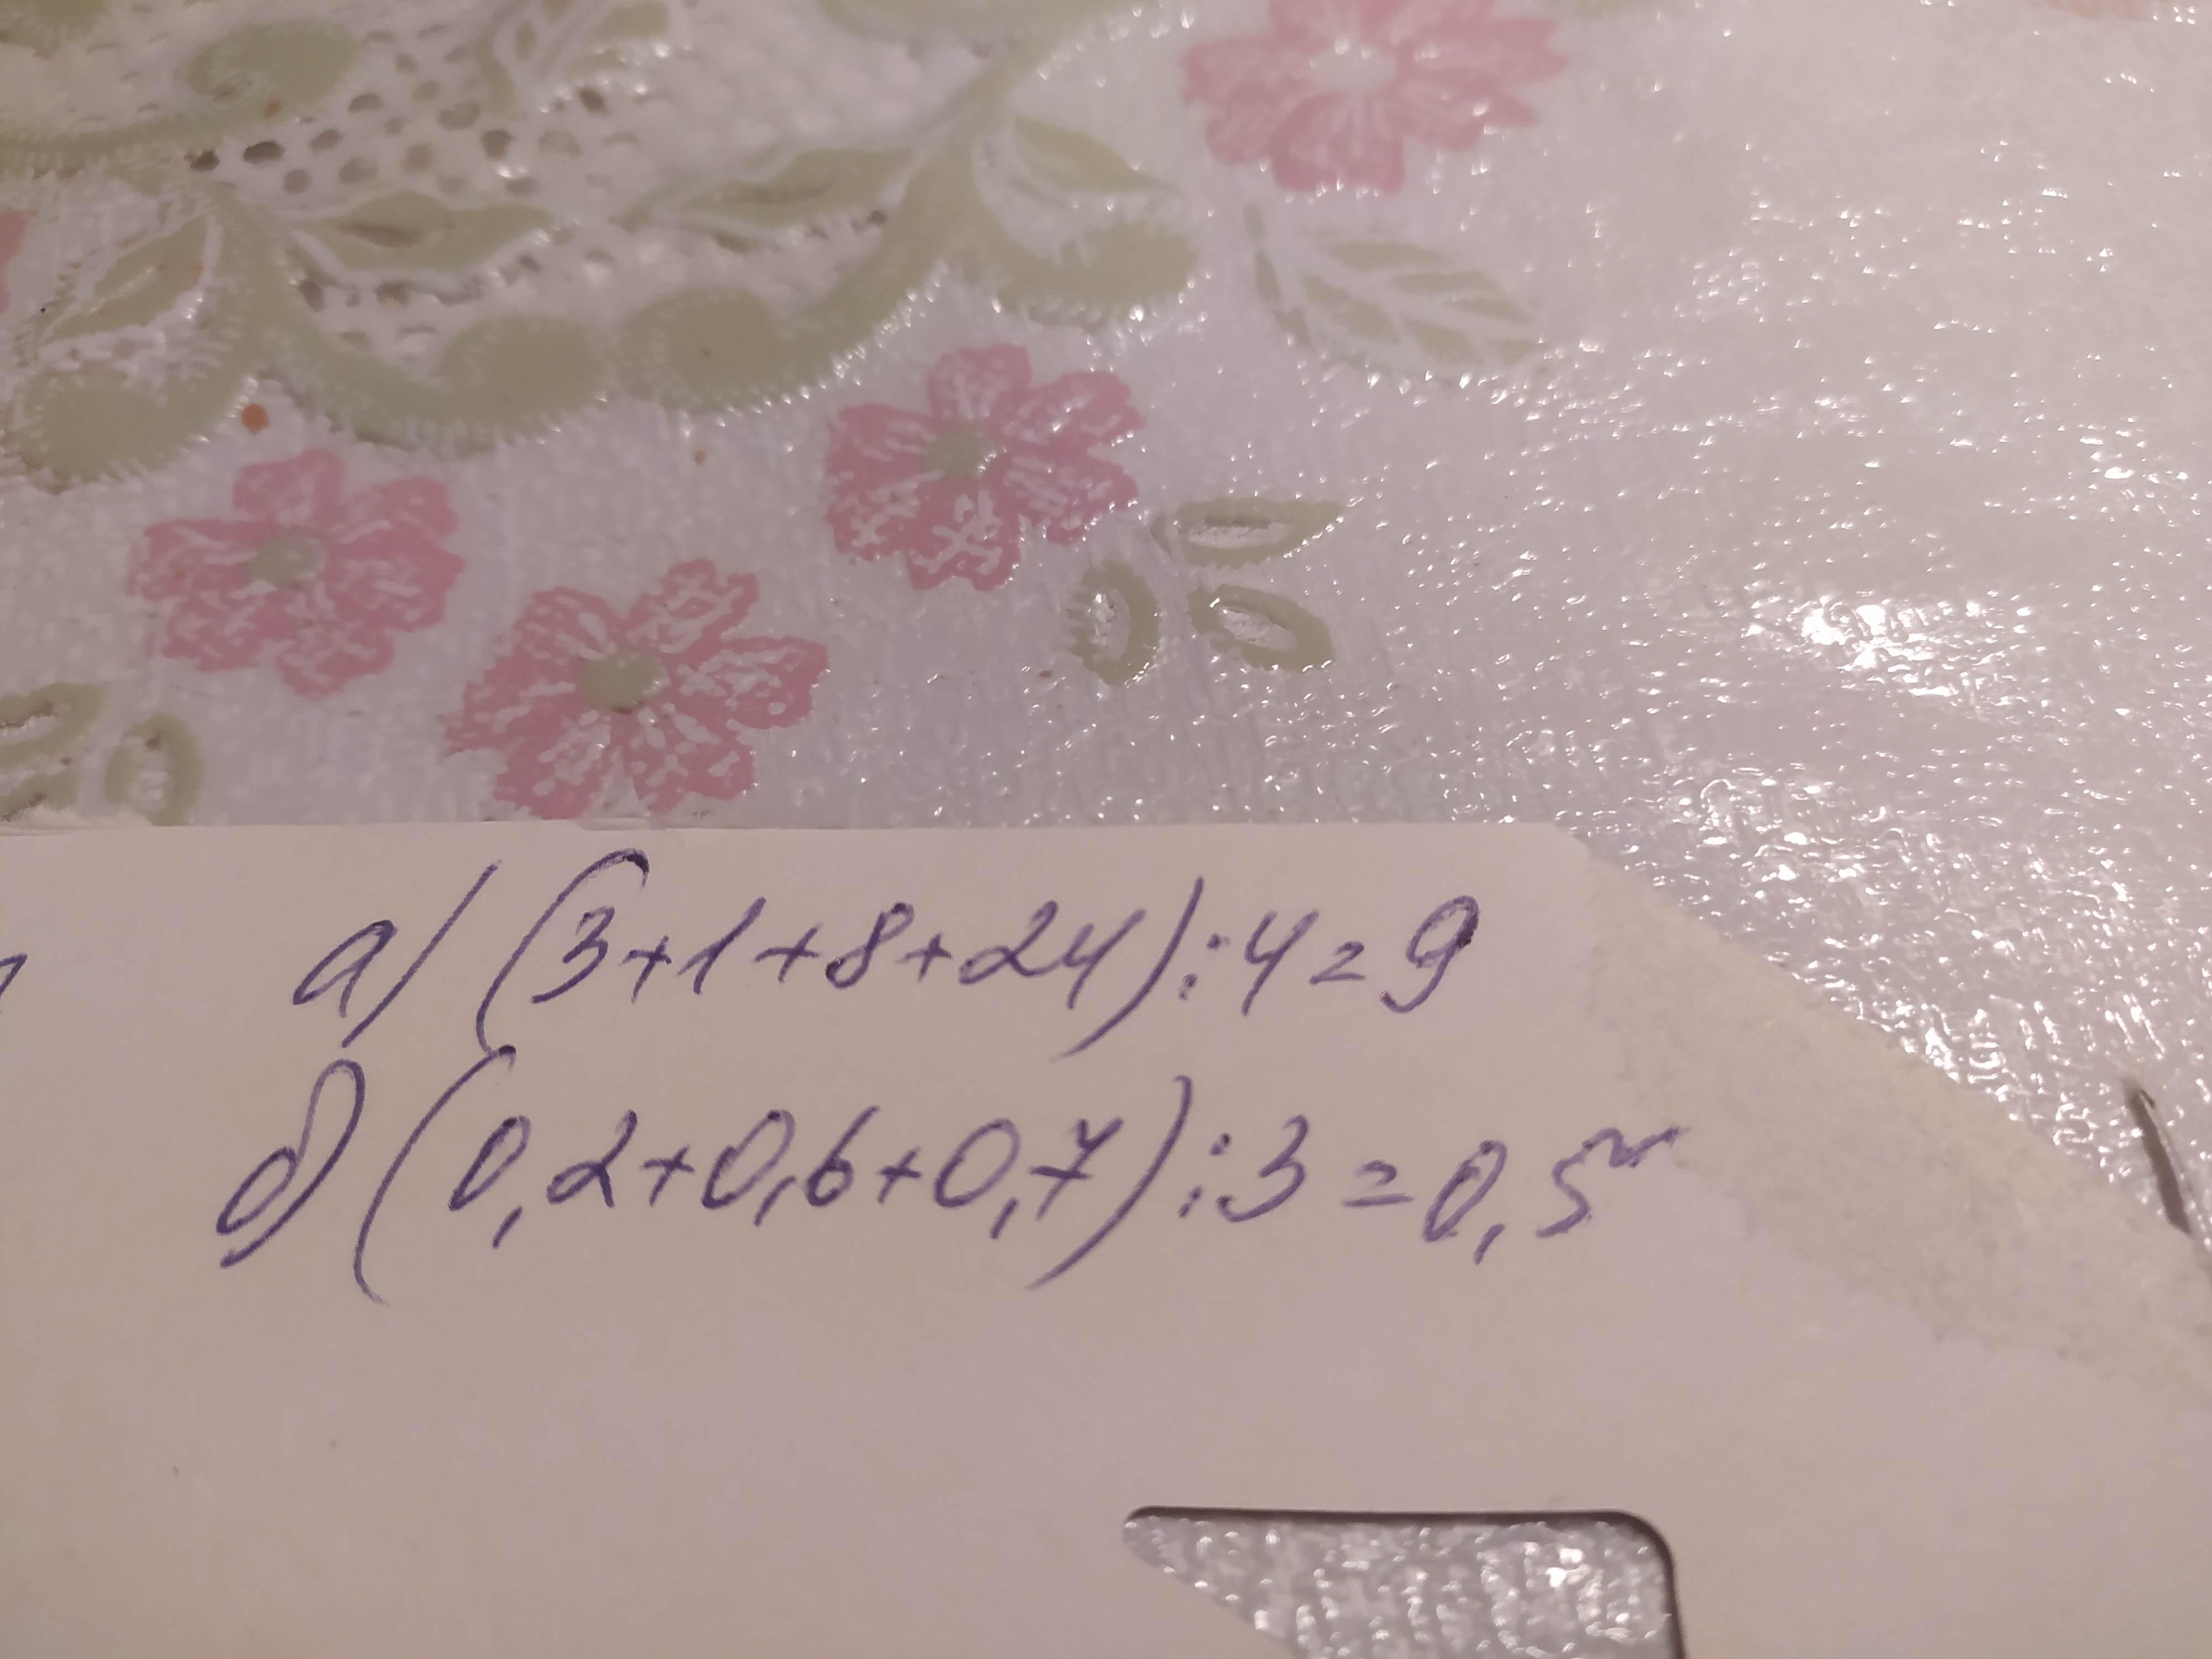 а) (3+1+8+24):4=9
б) (0,2+0,6+0,7):3=0,5